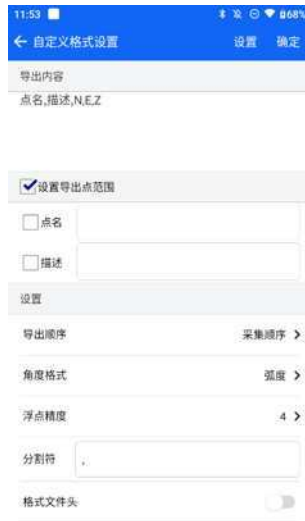 11:53 68%
自定义格式设置 设置 确定
导出内容
点名,描述,N,E,Z
设置导出点范围
点名
描述
设置
导出顺序 采集顺序
角度格式 弧度
浮点精度 4
分割符 ,
格式文件头